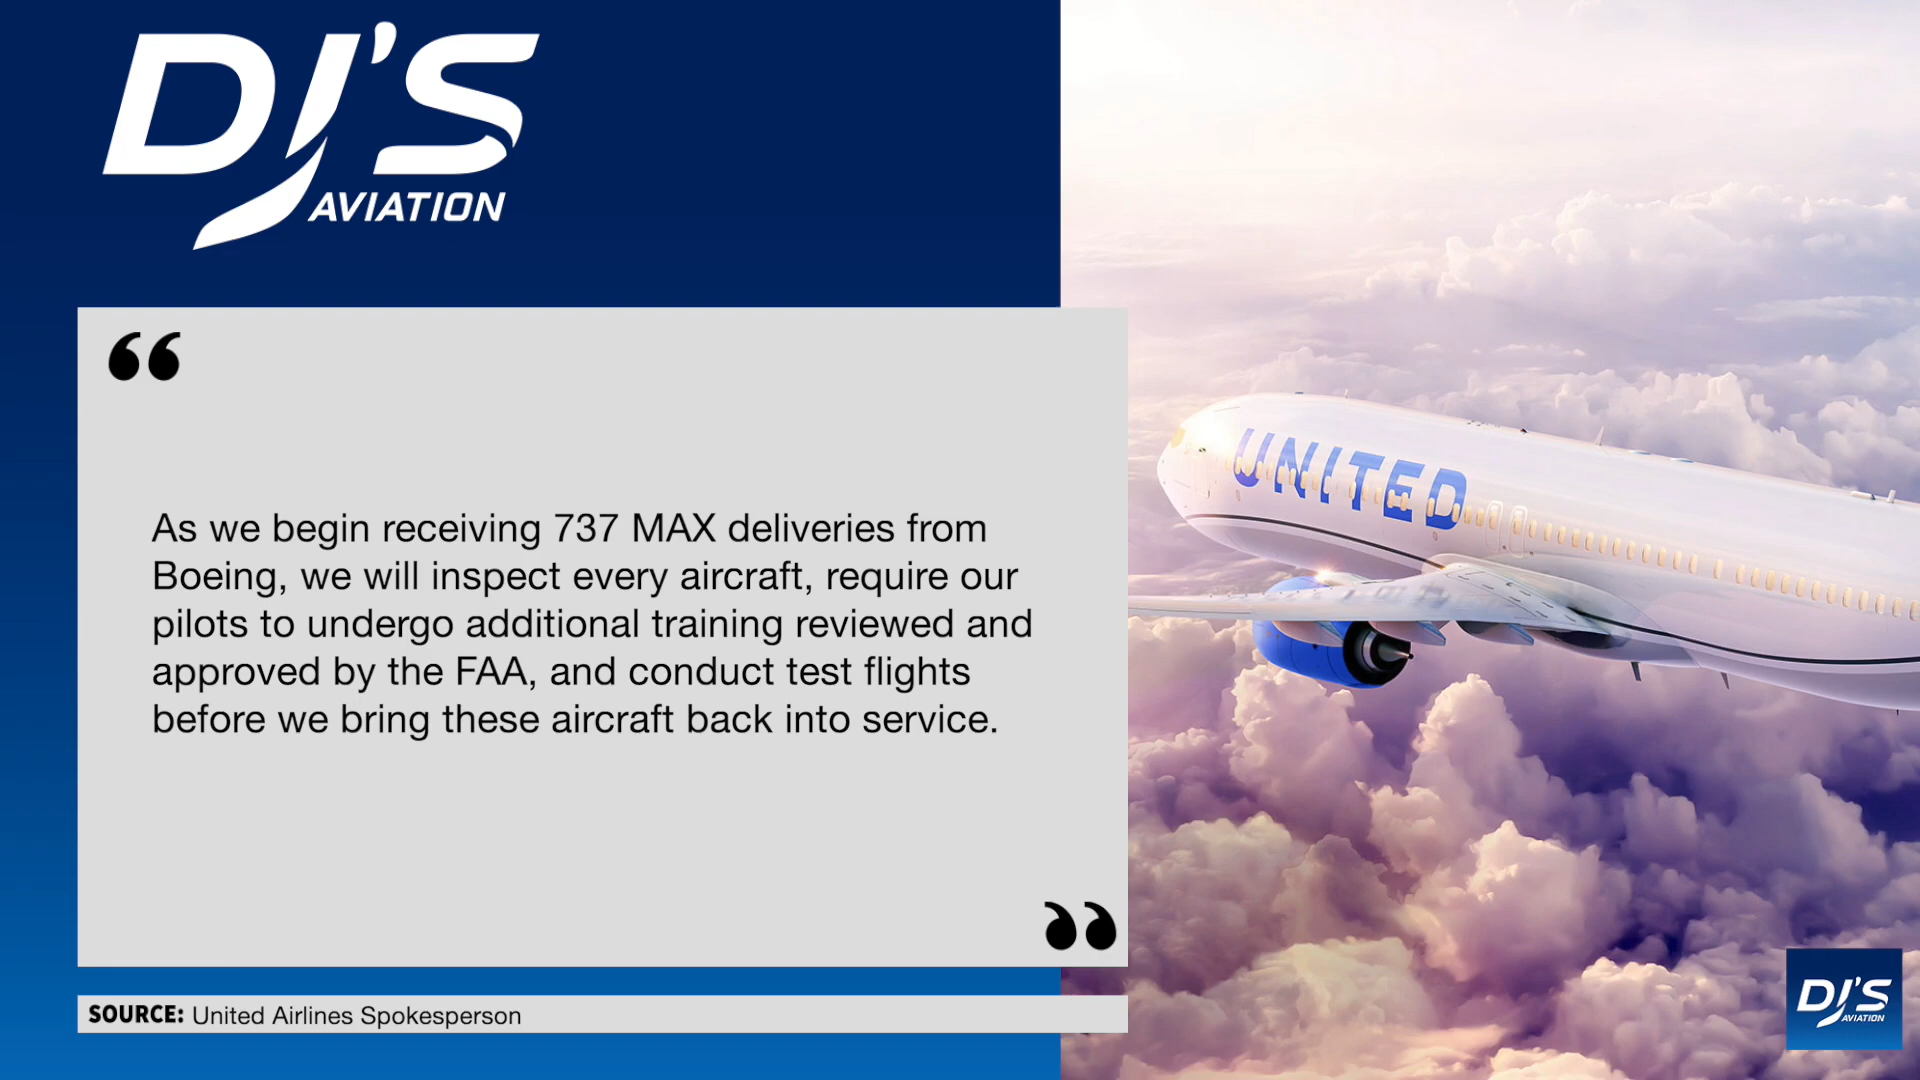 DJ'S
AVIATION
“
As we begin receiving 737 MAX deliveries from
Boeing, we will inspect every aircraft, require our
pilots to undergo additional training reviewed and
approved by the FAA, and conduct test flights
before we bring these aircraft back into service.
”
SOURCE: United Airlines Spokesperson
UNITED
DJ'S
AVIATION